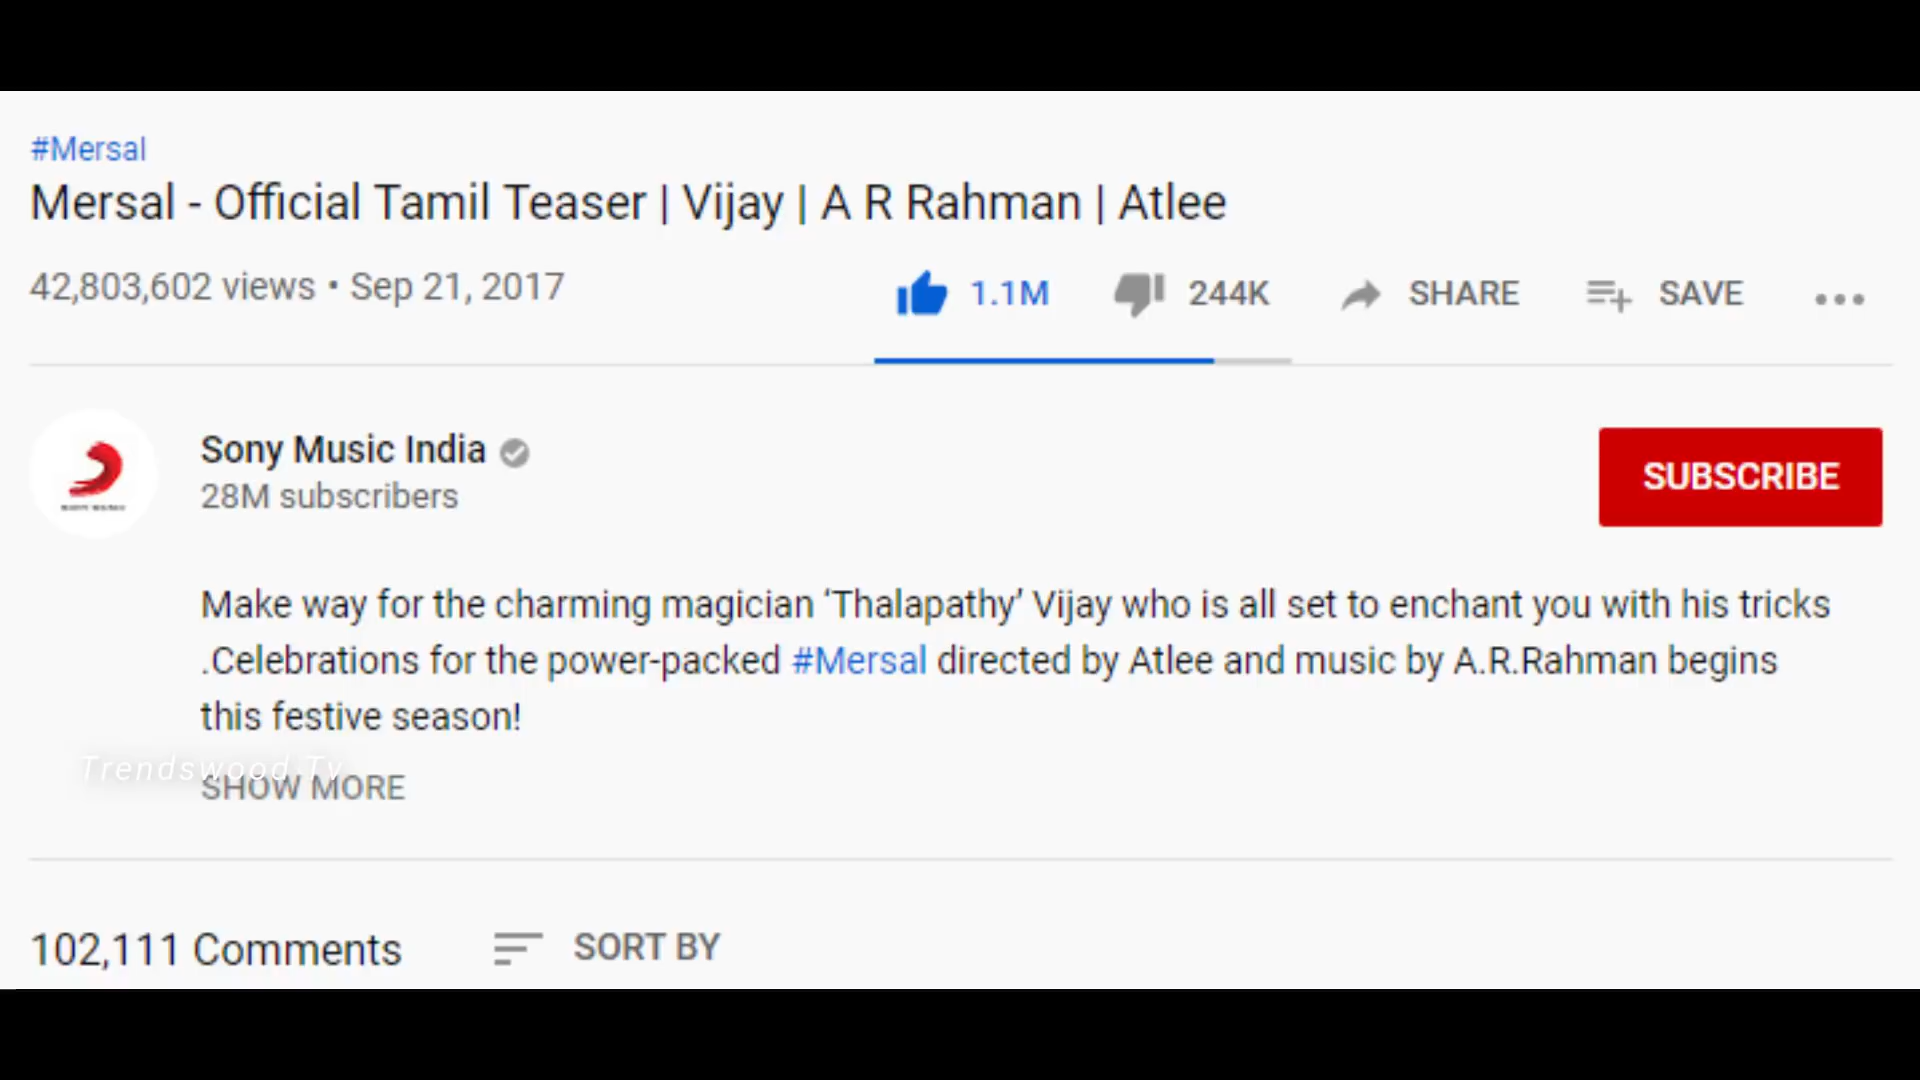 #Mersal
Mersal - Official Tamil Teaser | Vijay | A R Rahman | Atlee
42,803,602 views • Sep 21, 2017 1.1M 244K SHARE SAVE
Sony Music India
28M subscribers
SUBSCRIBE
Make way for the charming magician ‘Thalapathy’ Vijay who is all set to enchant you with his tricks
.Celebrations for the power-packed #Mersal directed by Atlee and music by A.R.Rahman begins
this festive season!
Trendswood Tv
SHOW MORE
102,111 Comments SORT BY